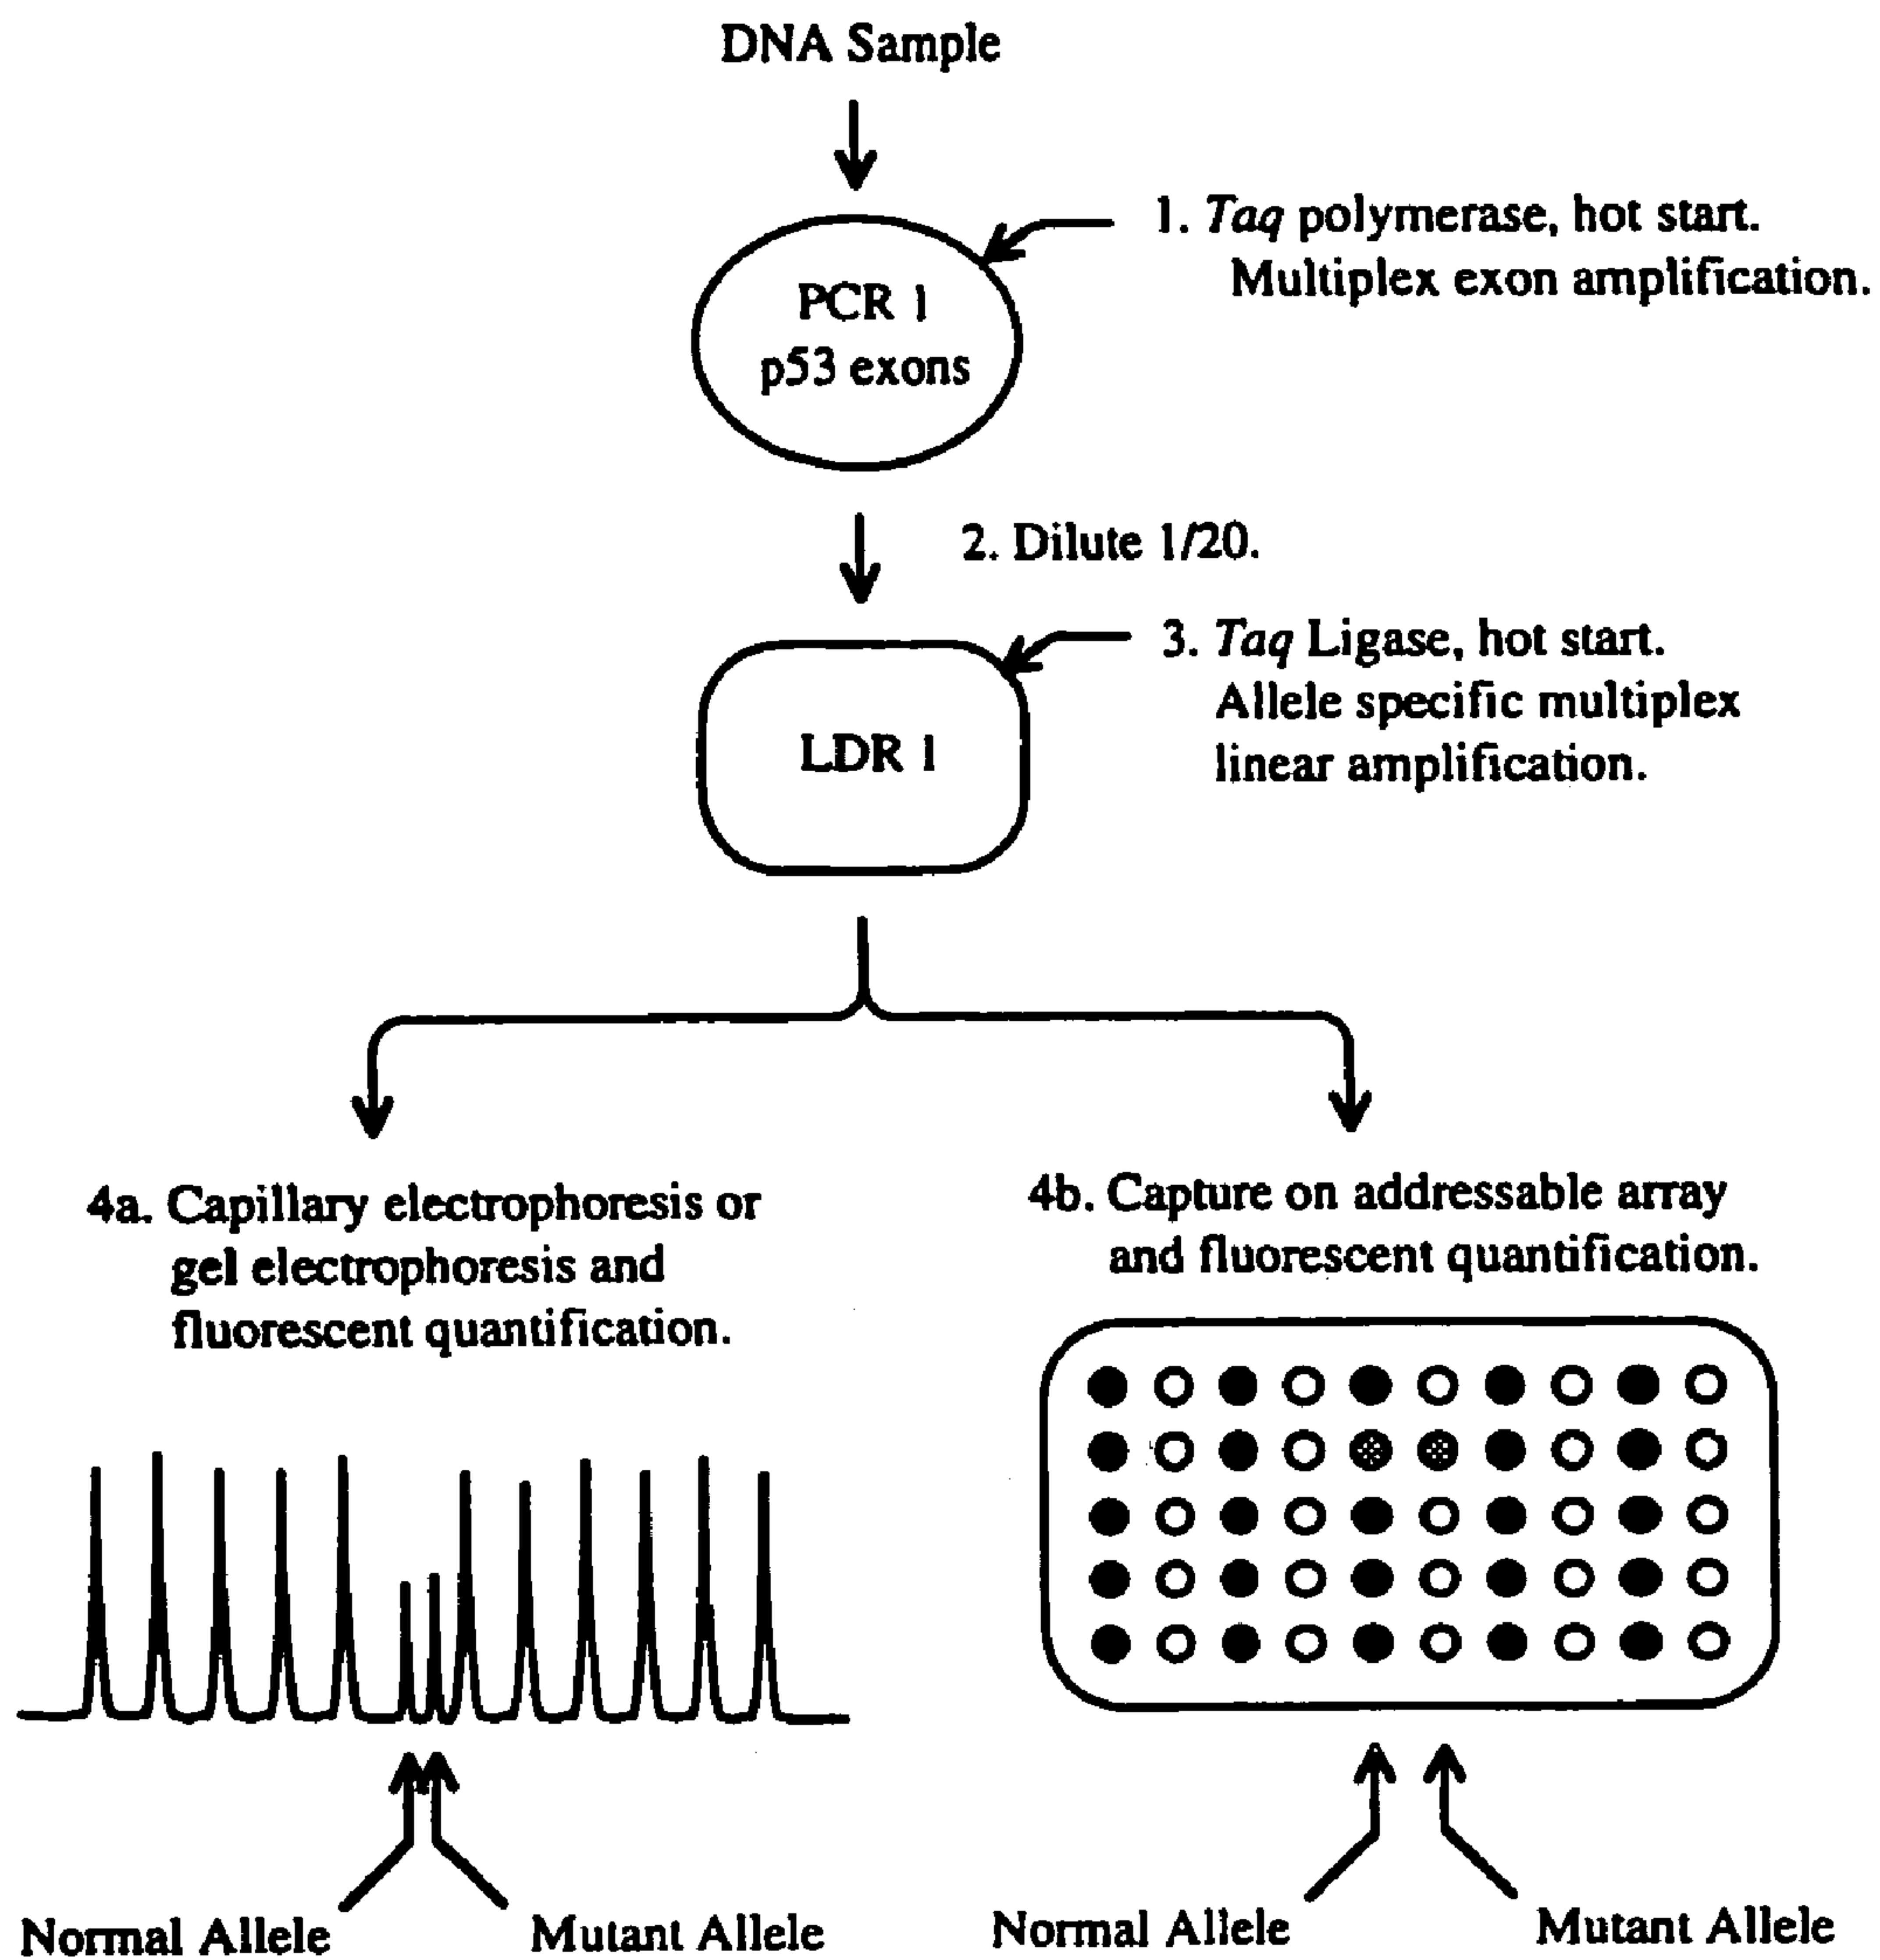 DNA Sample
1. Taq polymerase, hot start.
Multiplex exon amplification.
PCR 1
p53 exons
2. Dilute 1/20.
3. Taq Ligase, hot start.
Allele specific multiplex
linear amplification.
LDR 1
4a. Capillary electrophoresis or
gel electrophoresis and
fluorescent quantification.
4b. Capture on addressable array
and fluorescent quantification.
Normal Allele
Mutant Allele
Normal Allele
Mutant Allele